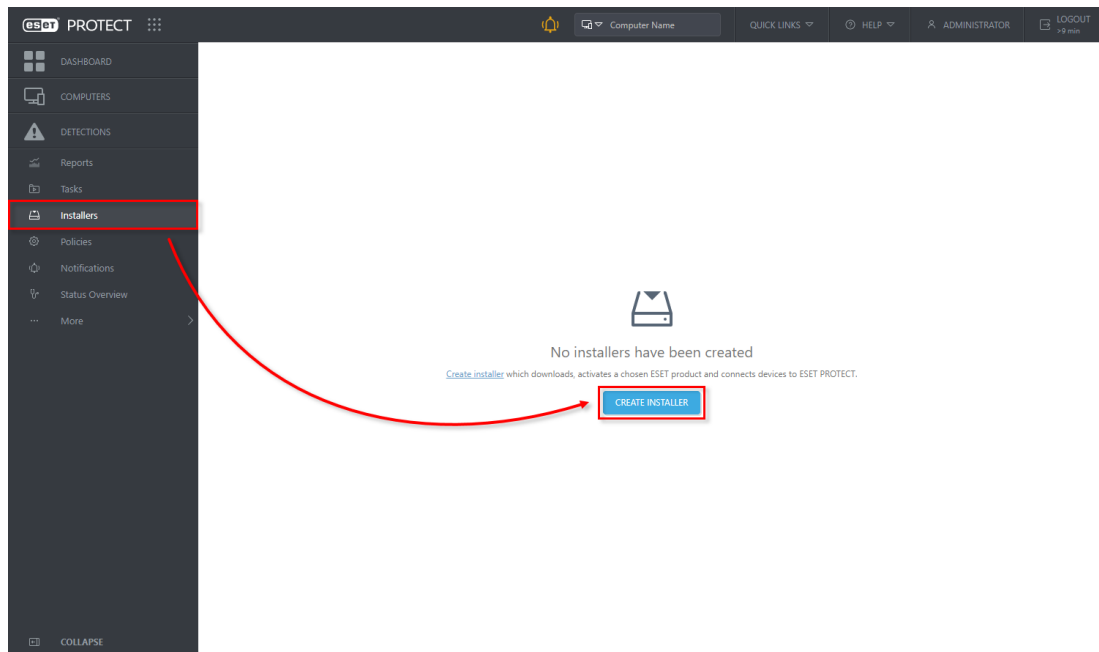 eset PROTECT
Computer Name
QUICK LINKS
HELP
ADMINISTRATOR
LOGOUT
>9 min
DASHBOARD
COMPUTERS
DETECTIONS
Reports
Tasks
Installers
Policies
Notifications
Status Overview
More
COLLAPSE
No installers have been created
Create installer which downloads, activates a chosen ESET product and connects devices to ESET PROTECT.
CREATE INSTALLER